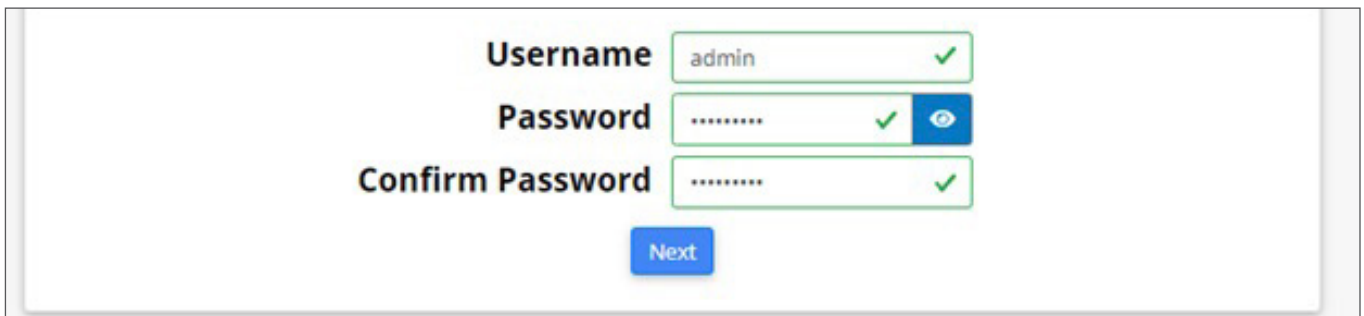 Username admin
Password •••••••••
Confirm Password •••••••••
Next